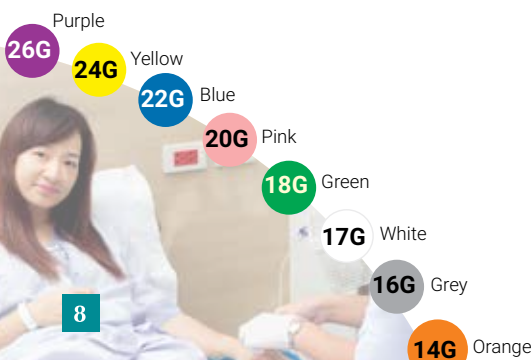 Purple
26G
24G Yellow
22G Blue
20G Pink
18G Green
17G White
16G Grey
8
14G Orange